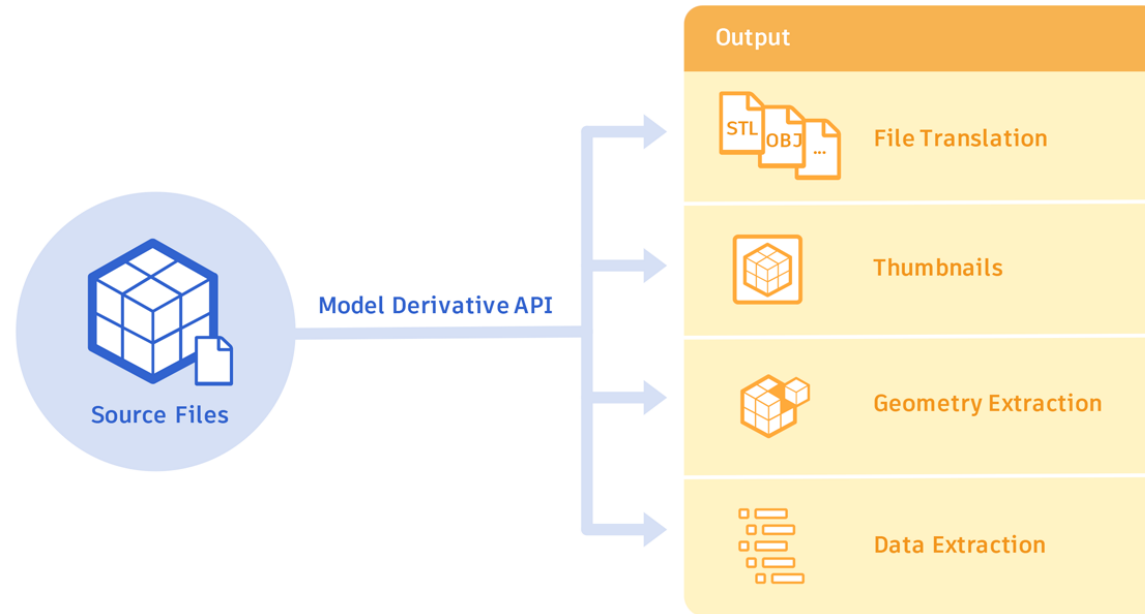 Output
STL
OBJ
...
File Translation
Thumbnails
Model Derivative API
Geometry Extraction
Source Files
Data Extraction